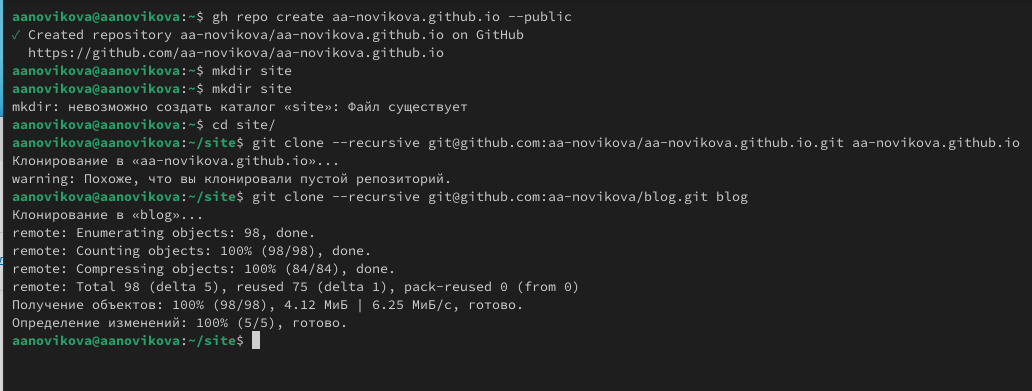 aanovikova@aanovikova:~$ gh repo create aa-novikova.github.io --public
✓ Created repository aa-novikova/aa-novikova.github.io on GitHub
  https://github.com/aa-novikova/aa-novikova.github.io
aanovikova@aanovikova:~$ mkdir site
aanovikova@aanovikova:~$ mkdir site
mkdir: невозможно создать каталог «site»: Файл существует
aanovikova@aanovikova:~$ cd site/
aanovikova@aanovikova:~/site$ git clone --recursive git@github.com:aa-novikova/aa-novikova.github.io.git aa-novikova.github.io
Клонирование в «aa-novikova.github.io»...
warning: Похоже, что вы клонировали пустой репозиторий.
aanovikova@aanovikova:~/site$ git clone --recursive git@github.com:aa-novikova/blog.git blog
Клонирование в «blog»...
remote: Enumerating objects: 98, done.
remote: Counting objects: 100% (98/98), done.
remote: Compressing objects: 100% (84/84), done.
remote: Total 98 (delta 5), reused 75 (delta 1), pack-reused 0 (from 0)
Получение объектов: 100% (98/98), 4.12 МиБ | 6.25 МиБ/с, готово.
Определение изменений: 100% (5/5), готово.
aanovikova@aanovikova:~/site$